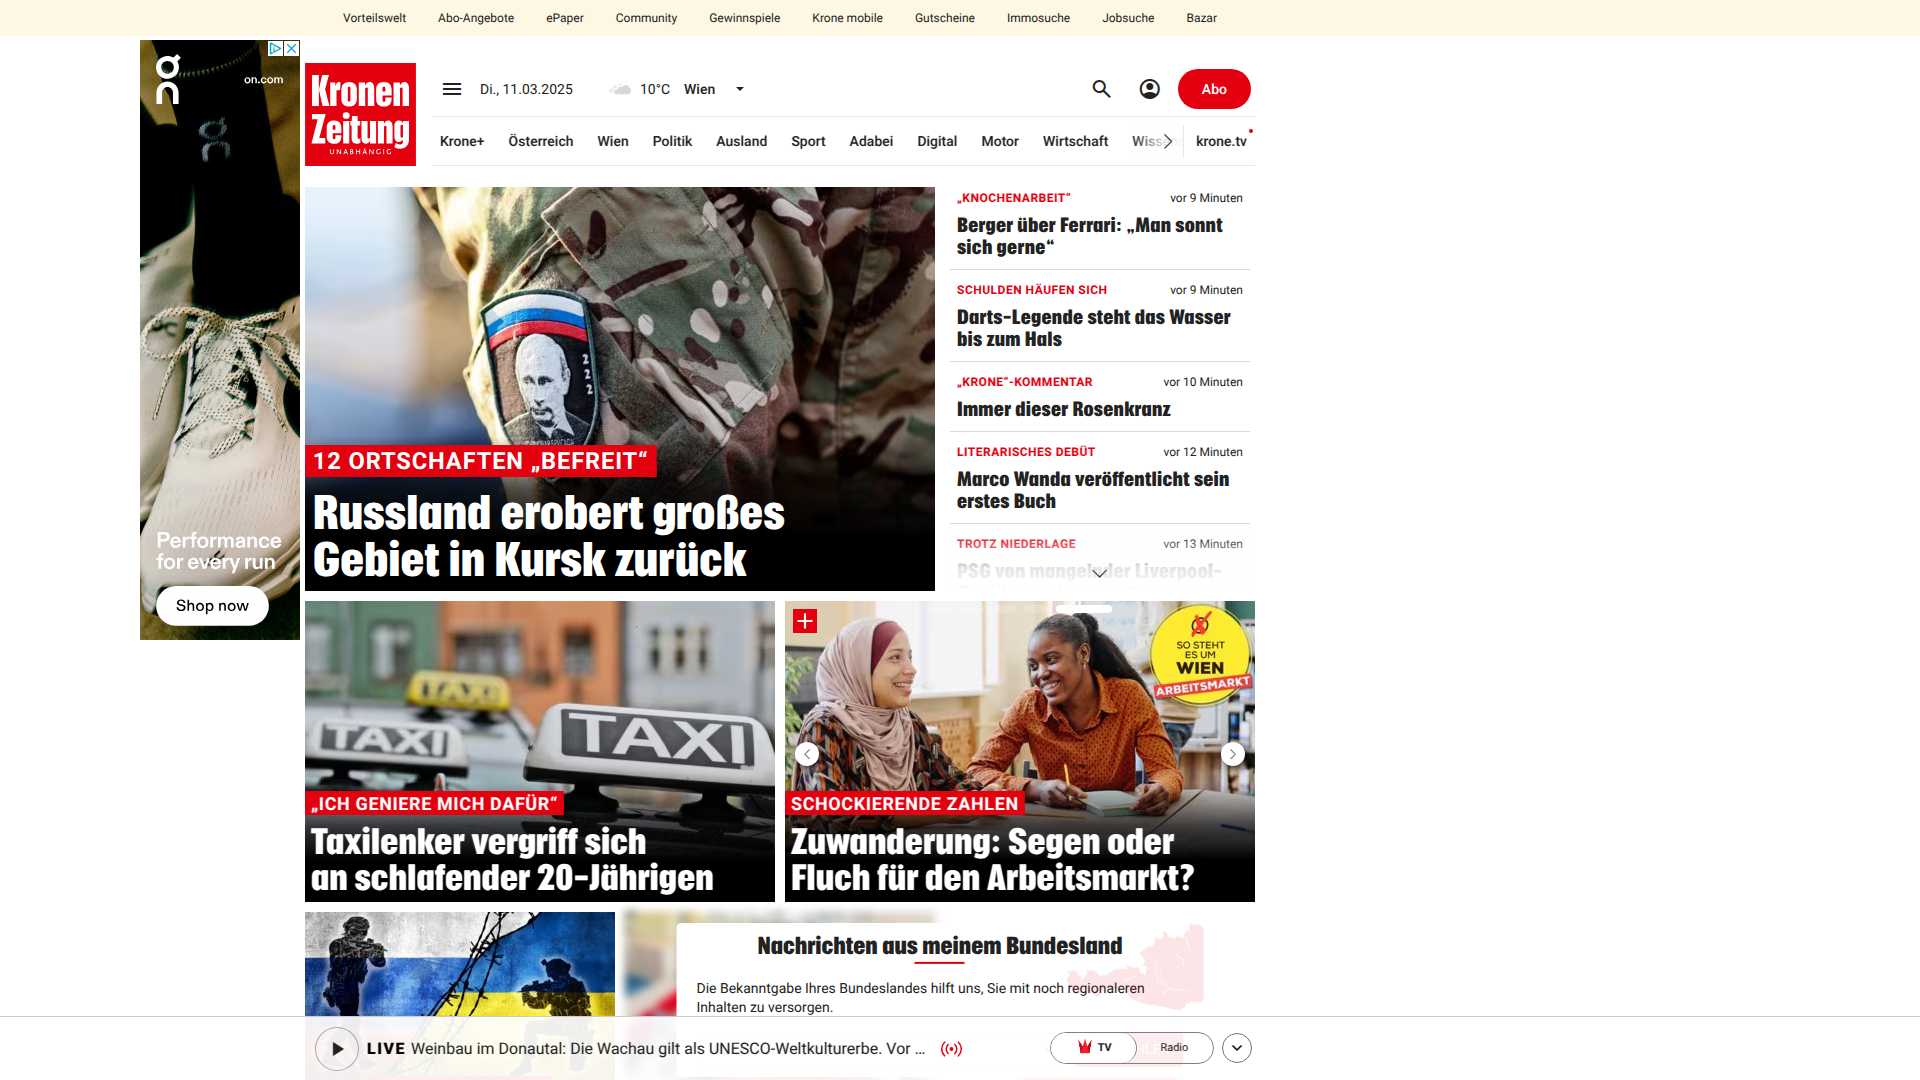 Vorteilswelt Abo-Angebote ePaper Community Gewinnspiele Krone mobile Gutscheine Immosuche Jobsuche Bazar
on.com
Performance
for every run
Shop now
Kronen
Zeitung
UNABHÄNGIG
Di., 11.03.2025 10°C Wien
Abo
Krone+ Österreich Wien Politik Ausland Sport Adabei Digital Motor Wirtschaft krone.tv
12 ORTSCHAFTEN „BEFREIT“
Russland erobert großes
Gebiet in Kursk zurück
„KNOCHENARBEIT“ vor 9 Minuten
Berger über Ferrari: „Man sonnt
sich gerne“
SCHULDEN HÄUFEN SICH vor 9 Minuten
Darts-Legende steht das Wasser
bis zum Hals
„KRONE“-KOMMENTAR vor 10 Minuten
Immer dieser Rosenkranz
LITERARISCHES DEBÜT vor 12 Minuten
Marco Wanda veröffentlicht sein
erstes Buch
TROTZ NIEDERLAGE vor 13 Minuten
PSG von mangelnder Liverpool-
TAXI
TAXI
TAXI
„ICH GENIERE MICH DAFÜR“
Taxilenker vergriff sich
an schlafender 20-Jährigen
SO STEHT
ES UM
WIEN
ARBEITSMARKT
SCHOCKIERENDE ZAHLEN
Zuwanderung: Segen oder
Fluch für den Arbeitsmarkt?
Nachrichten aus meinem Bundesland
Die Bekanntgabe Ihres Bundeslandes hilft uns, Sie mit noch regionaleren
Inhalten zu versorgen.
LIVE Weinbau im Donautal: Die Wachau gilt als UNESCO-Weltkulturerbe. Vor ...
TV Radio